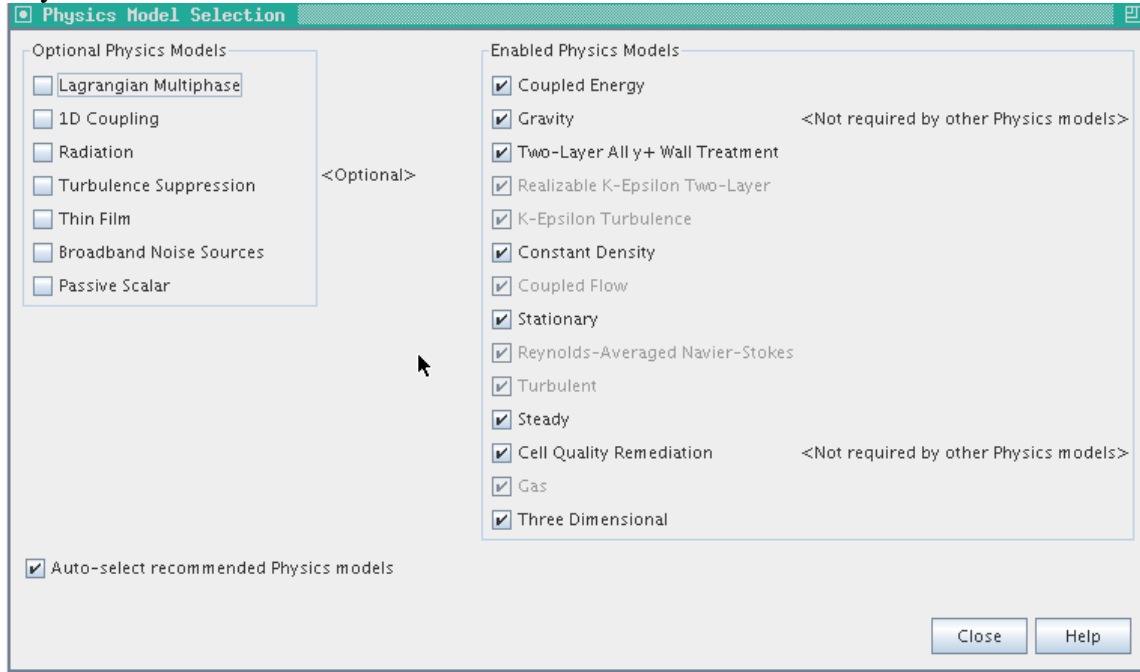 Physics Model Selection
Optional Physics Models
Lagrangian Multiphase
1D Coupling
Radiation
Turbulence Suppression
Thin Film
Broadband Noise Sources
Passive Scalar
<Optional>
Enabled Physics Models
Coupled Energy
Gravity <Not required by other Physics models>
Two-Layer All y+ Wall Treatment
Realizable K-Epsilon Two-Layer
K-Epsilon Turbulence
Constant Density
Coupled Flow
Stationary
Reynolds-Averaged Navier-Stokes
Turbulent
Steady
Cell Quality Remediation <Not required by other Physics models>
Gas
Three Dimensional
Auto-select recommended Physics models
Close Help